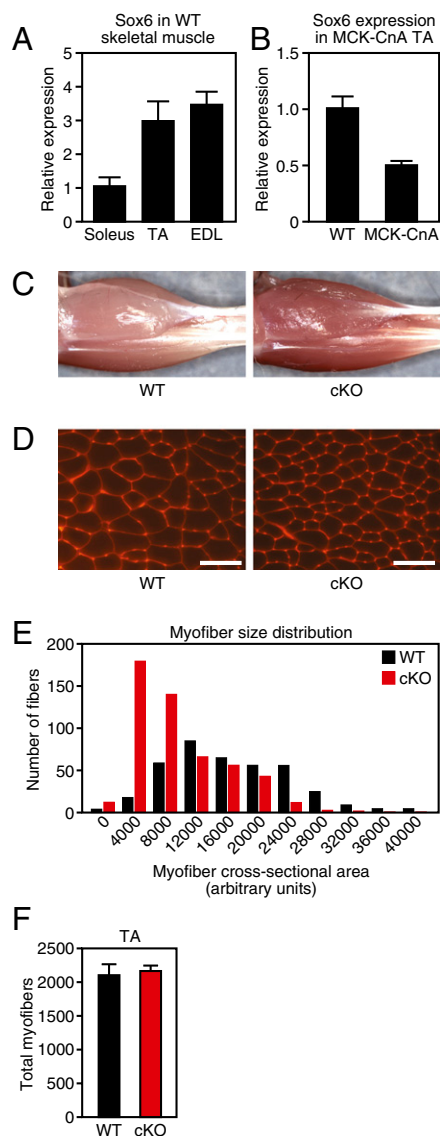 A
Sox6 in WT
skeletal muscle
Relative expression
5
4
3
2
1
0
Soleus TA EDL
B
Sox6 expression
in MCK-CnA TA
Relative expression
1.5
1.0
0.5
0
WT MCK-CnA
C
WT
cKO
D
WT
cKO
E
Myofiber size distribution
Number of fibers
200
150
100
50
0
WT
cKO
0 4000 8000 12000 16000 20000 24000 28000 32000 36000 40000
Myofiber cross-sectional area
(arbitrary units)
F
TA
Total myofibers
2500
2000
1500
1000
500
0
WT cKO